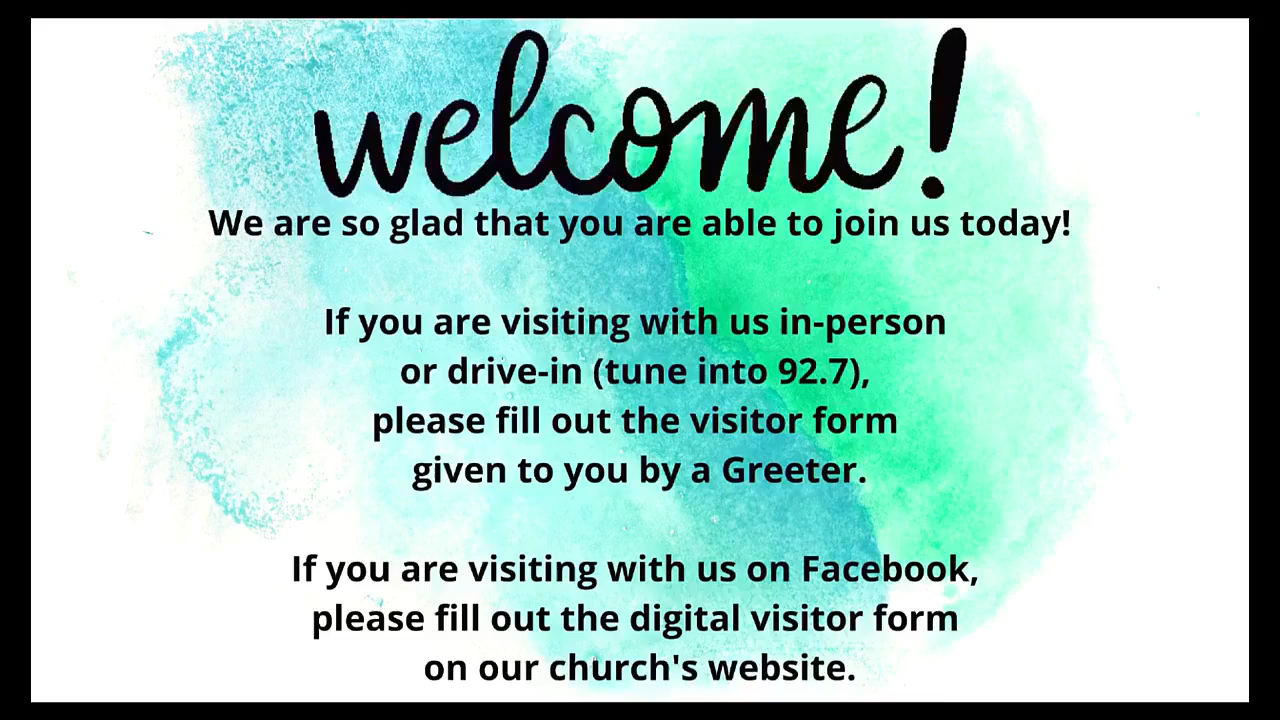 welcome!
We are so glad that you are able to join us today!
If you are visiting with us in-person
or drive-in (tune into 92.7),
please fill out the visitor form
given to you by a Greeter.
If you are visiting with us on Facebook,
please fill out the digital visitor form
on our church's website.